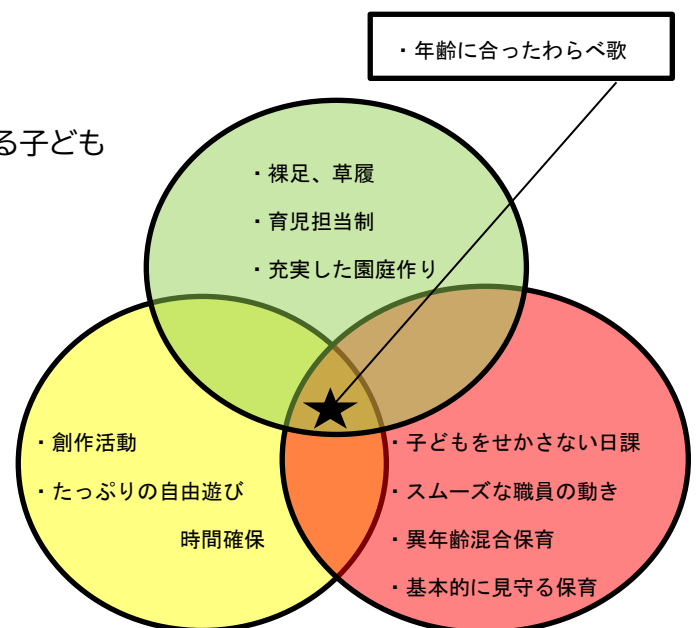 ・年齢に合ったわらべ歌
る子ども
・裸足、草履
・育児担当制
・充実した園庭作り
・創作活動
・たっぷりの自由遊び
時間確保
・子どもをせかさない日課
・スムーズな職員の動き
・異年齢混合保育
・基本的に見守る保育